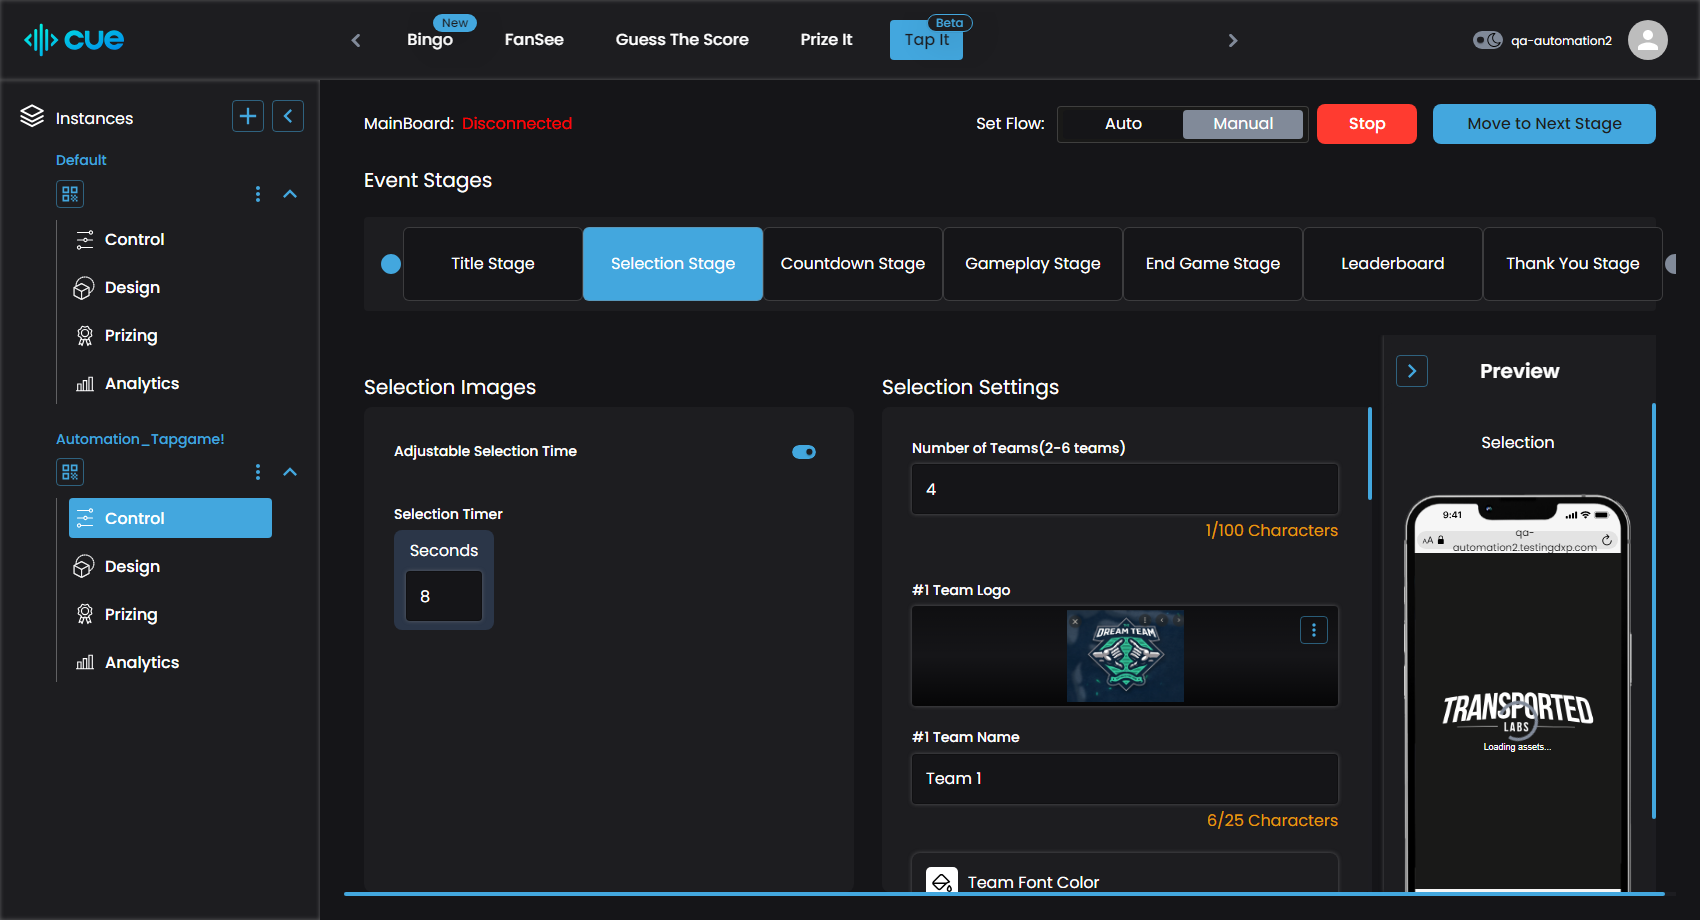 cue
Bingo
New
FanSee
Guess The Score
Prize It
Tap It
Beta
qa-automation2
Instances
Default
Control
Design
Prizing
Analytics
Automation_Tapgame!
Control
Design
Prizing
Analytics
MainBoard: Disconnected
Set Flow:
Auto
Manual
Stop
Move to Next Stage
Event Stages
Title Stage
Selection Stage
Countdown Stage
Gameplay Stage
End Game Stage
Leaderboard
Thank You Stage
Selection Images
Adjustable Selection Time
Selection Timer
Seconds
8
Selection Settings
Number of Teams(2-6 teams)
4
1/100 Characters
#1 Team Logo
DREAM TEAM
#1 Team Name
Team 1
6/25 Characters
Team Font Color
Preview
Selection
9:41
AA
qa-
automation2.testingdxp.com
TRANSPORTED
LABS
Loading assets...